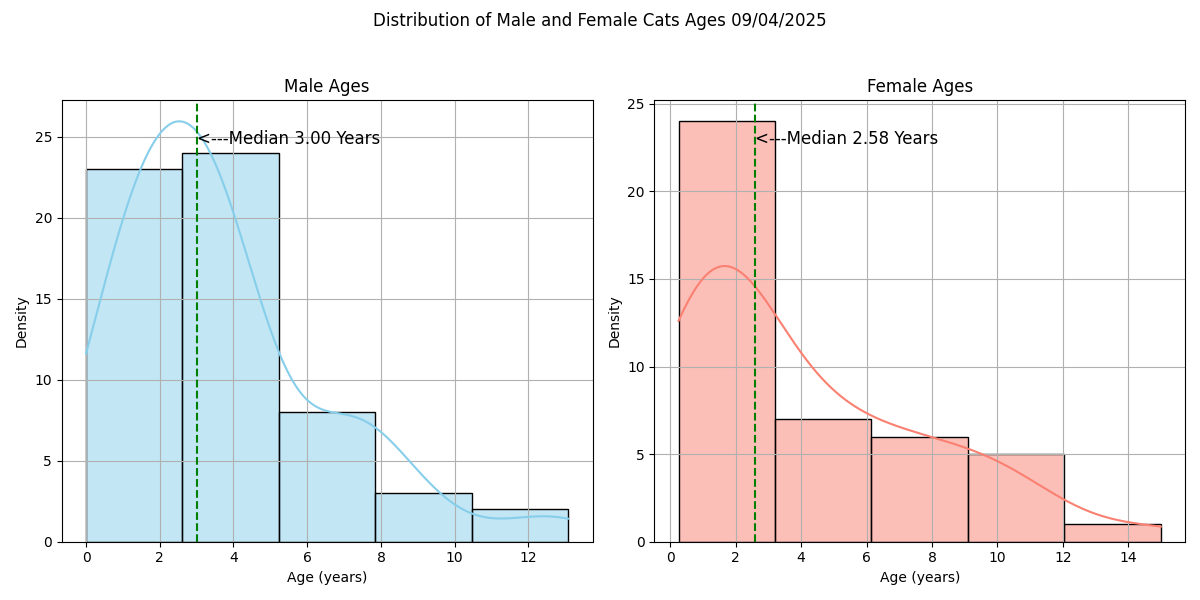 Distribution of Male and Female Cats Ages 09/04/2025
Male Ages
25
20
15
10
5
0
Density
<---Median 3.00 Years
0 2 4 6 8 10 12
Age (years)
Female Ages
25
20
15
10
5
0
Density
<---Median 2.58 Years
0 2 4 6 8 10 12 14
Age (years)